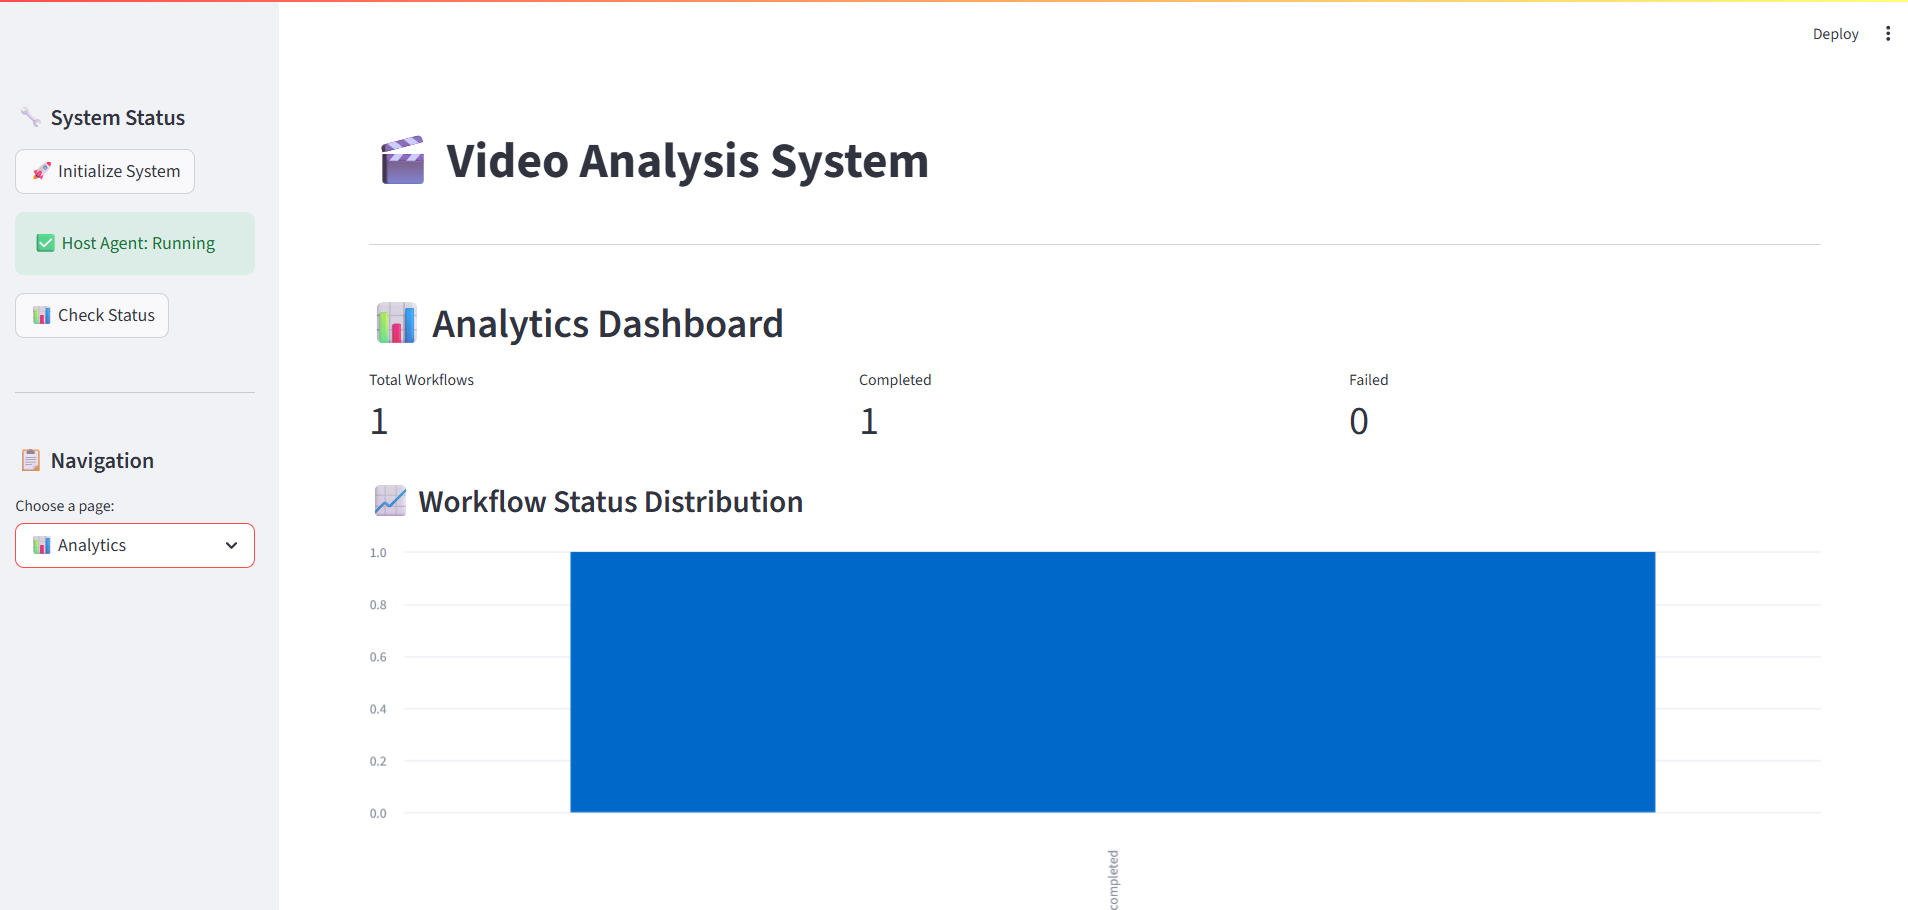 Deploy
System Status
Initialize System
Host Agent: Running
Check Status
Navigation
Choose a page:
Analytics
Video Analysis System
Analytics Dashboard
Total Workflows
1
Completed
1
Failed
0
Workflow Status Distribution
1.0
0.8
0.6
0.4
0.2
0.0
completed